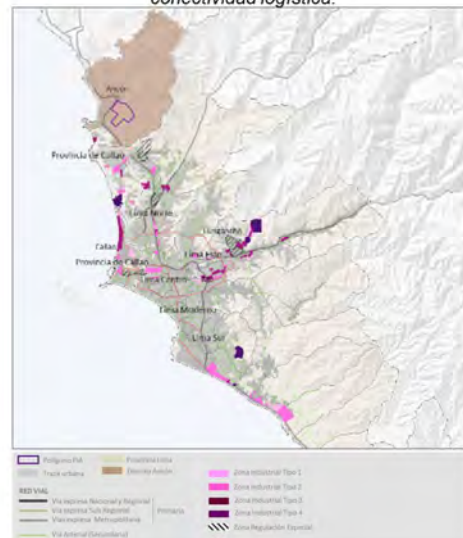 conectividad logística.
Ancón
Provincia de Callao
Lima Norte
Lima Este
Callao
Provincia de Callao
Lima Centro
Lima Moderna
Lima Sur
Polígono PIA
Traza urbana
Provincia Lima
Distrito Ancón
RED VIAL
Vía expresa Nacional y Regional
Vía expresa Sub Regional
Vía expresa Metropolitana
Vía Arterial (Secundaria)
Primaria
Zona Industrial Tipo 1
Zona Industrial Tipo 2
Zona Industrial Tipo 3
Zona Industrial Tipo 4
Zona Regulación Especial